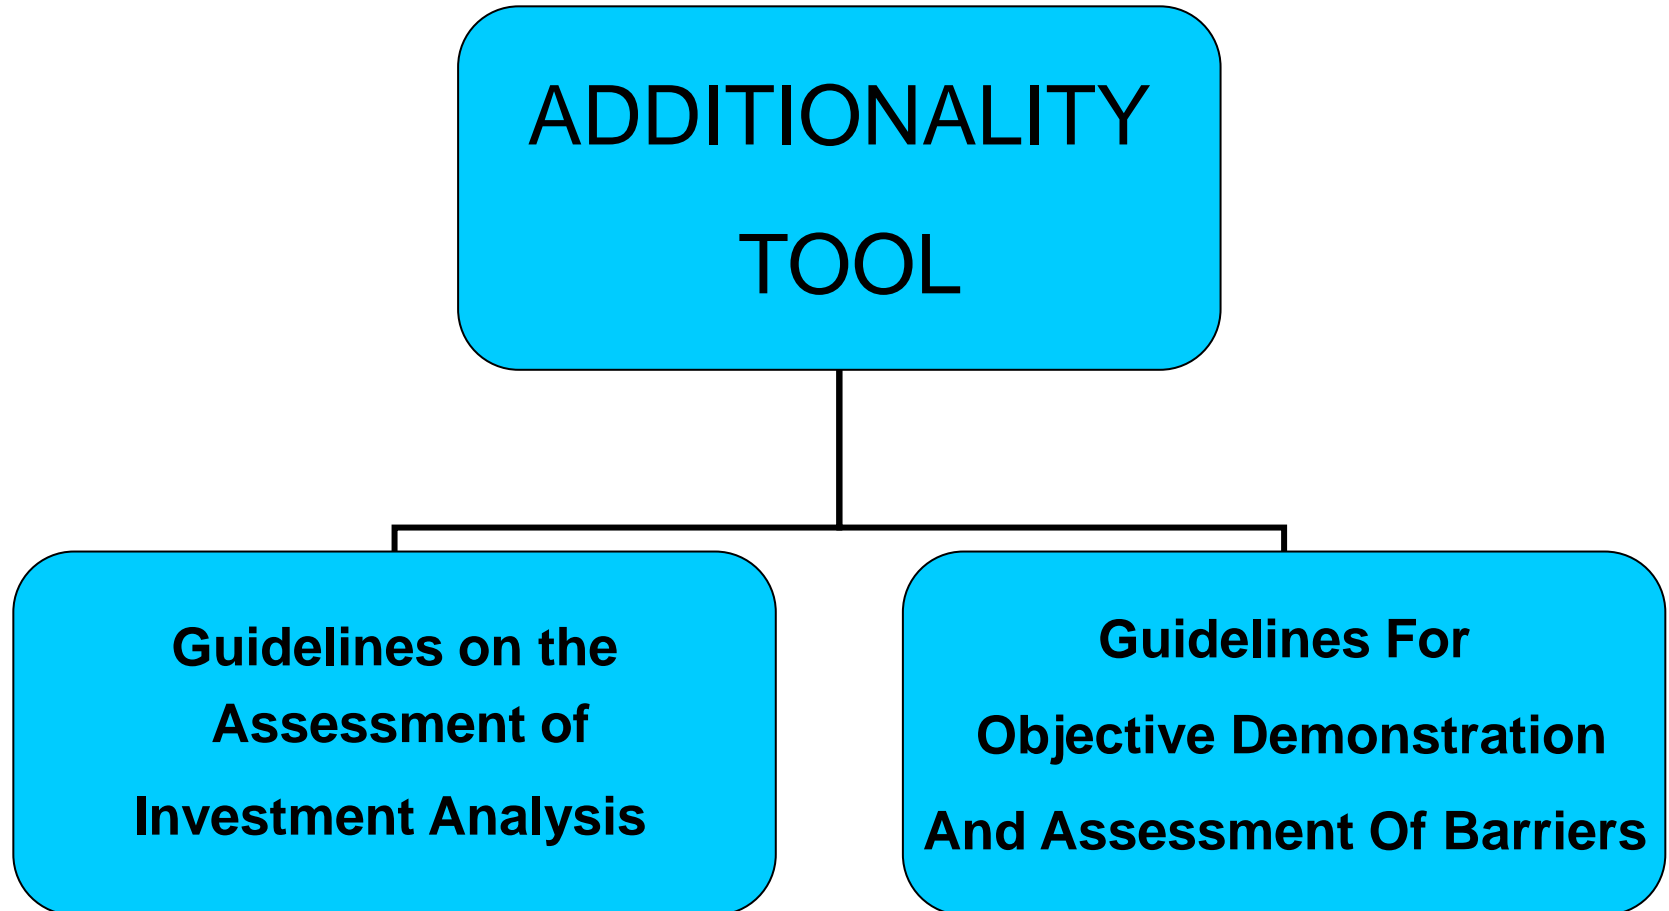 ADDITIONALITY
TOOL
Guidelines on the
Assessment of
Investment Analysis
Guidelines For
Objective Demonstration
And Assessment Of Barriers